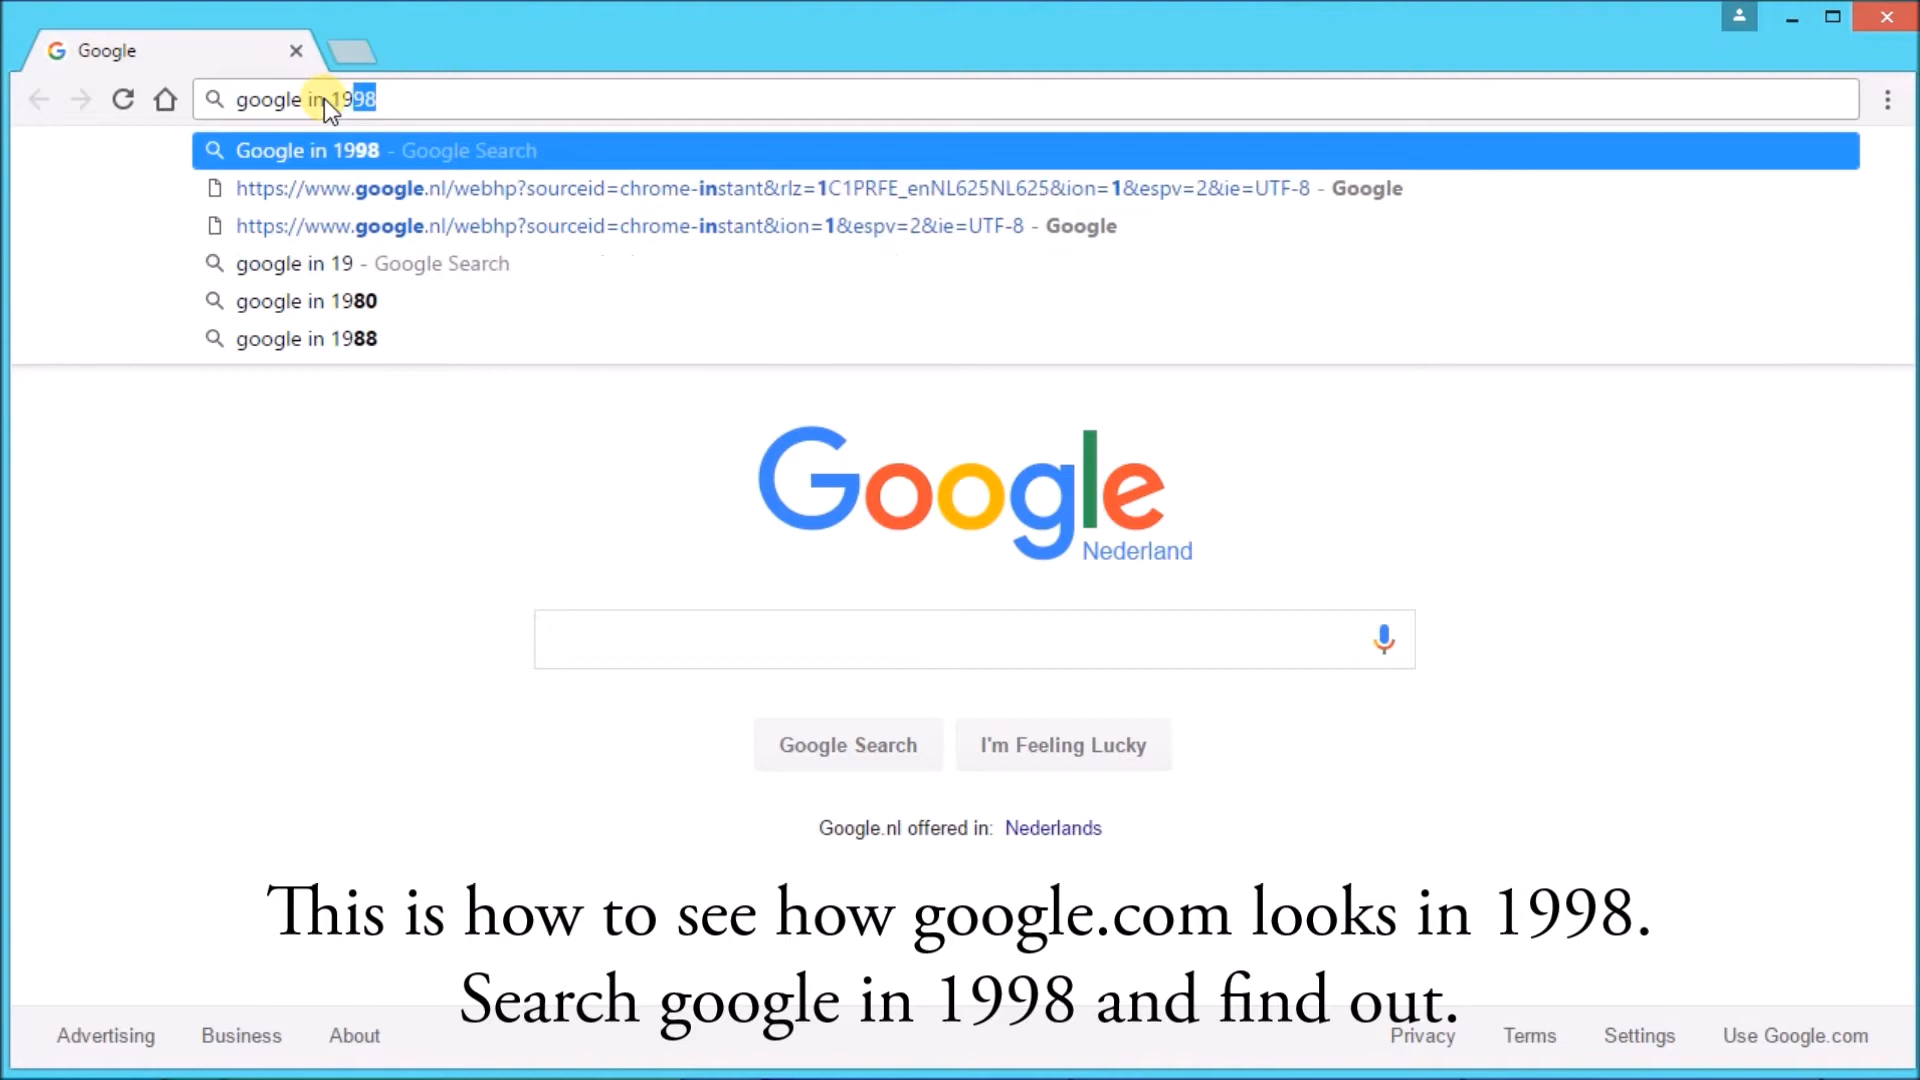 Google
google in 1998
Google in 1998 - Google Search
https://www.google.nl/webhp?sourceid=chrome-instant&rlz=1C1PRFE_enNL625NL625&ion=1&espv=2&ie=UTF-8 - Google
https://www.google.nl/webhp?sourceid=chrome-instant&ion=1&espv=2&ie=UTF-8 - Google
google in 19 - Google Search
google in 1980
google in 1988
Google
Nederland
Google Search I'm Feeling Lucky
Google.nl offered in: Nederlands
This is how to see how google.com looks in 1998.
Search google in 1998 and find out.
Advertising Business About Privacy Terms Settings Use Google.com